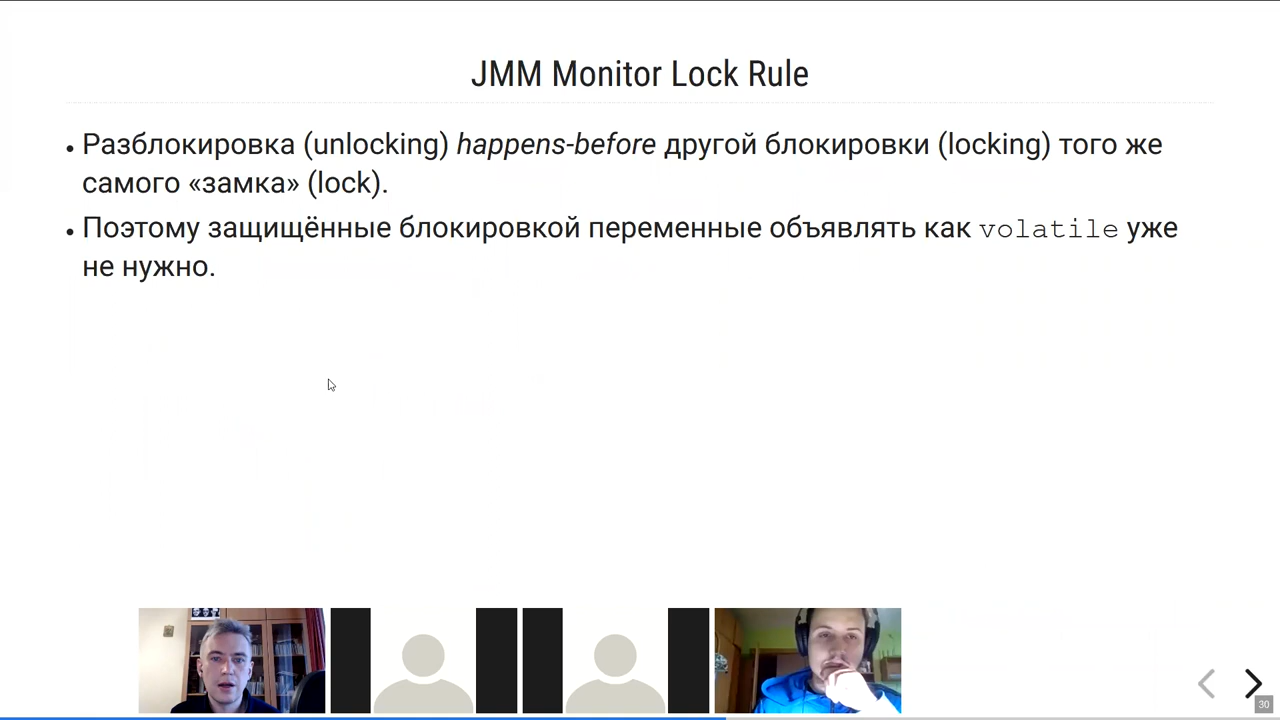 JMM Monitor Lock Rule
• Разблокировка (unlocking) happens-before другой блокировки (locking) того же
самого «замка» (lock).
• Поэтому защищённые блокировкой переменные объявлять как volatile уже
не нужно.
30